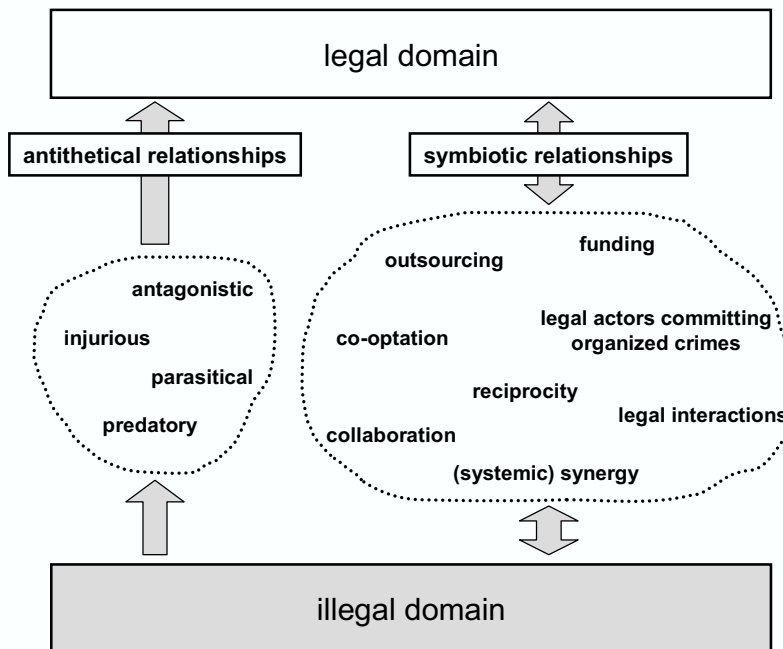 legal domain
antithetical relationships
symbiotic relationships
antagonistic
injurious
parasitical
predatory
outsourcing
funding
co-optation
legal actors committing
organized crimes
reciprocity
legal interactions
collaboration
(systemic) synergy
illegal domain